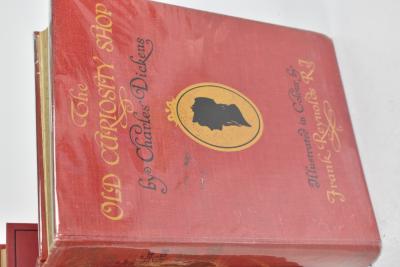 The
OLD CURIOSITY SHOP
by Charles Dickens
Illustrated in Colour by
Frank Reynolds R.I.